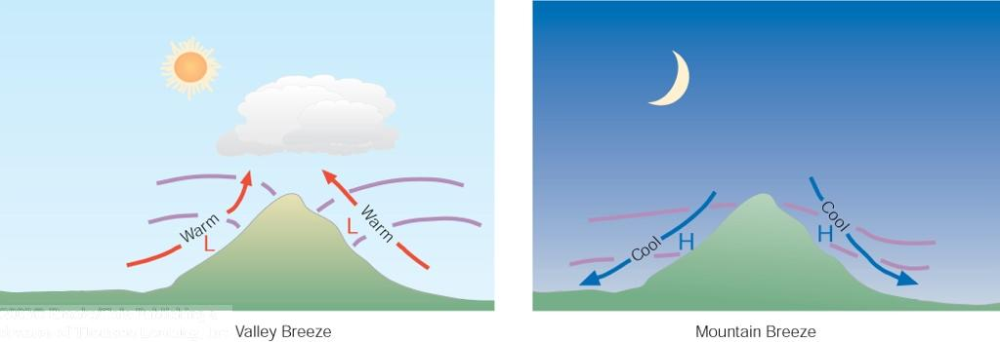 Warm
L
Warm
L
Cool
H
Cool
H
Valley Breeze
Mountain Breeze